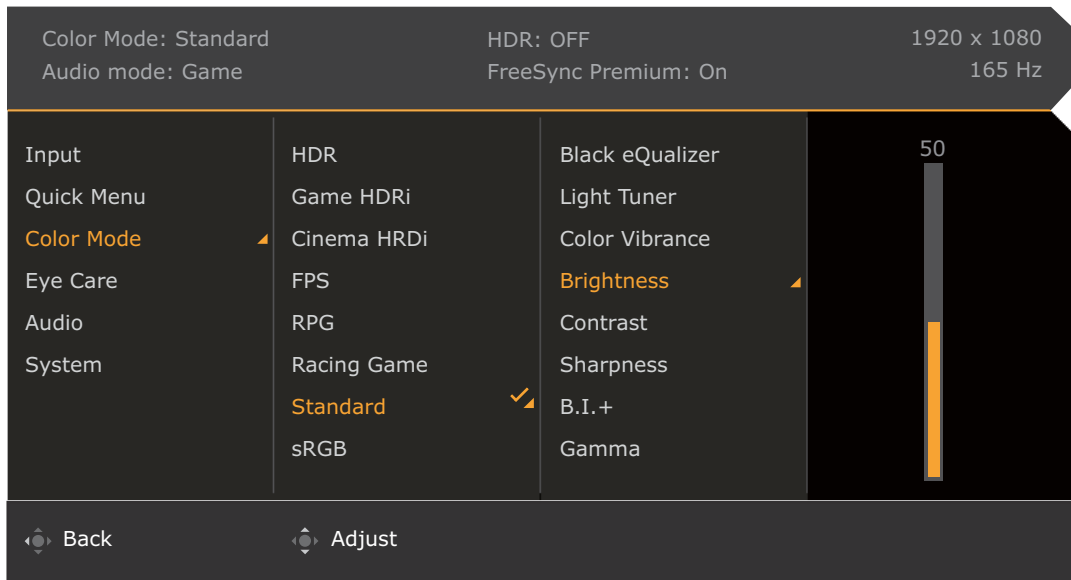 Color Mode: Standard
HDR: OFF
1920 x 1080
Audio mode: Game
FreeSync Premium: On
165 Hz
Input
Quick Menu
Color Mode
Eye Care
Audio
System
HDR
Game HDRi
Cinema HRDi
FPS
RPG
Racing Game
Standard
sRGB
Black eQualizer
Light Tuner
Color Vibrance
Brightness
Contrast
Sharpness
B.I.+
Gamma
50
Back
Adjust